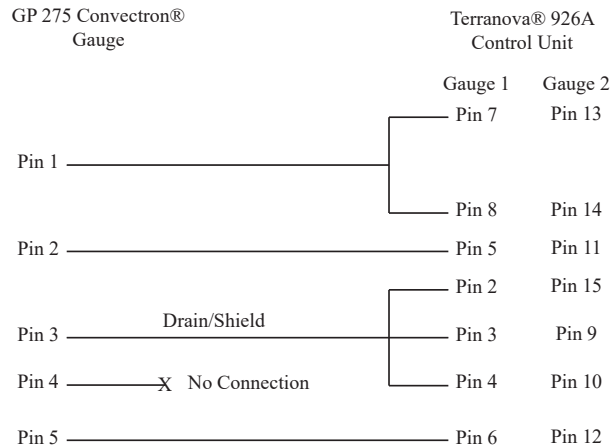 GP 275 Convectron®
Gauge
Terranova® 926A
Control Unit
Gauge 1 Gauge 2
Pin 7 Pin 13
Pin 1
Pin 8 Pin 14
Pin 2 Pin 5 Pin 11
Pin 2 Pin 15
Pin 3 Drain/Shield Pin 3 Pin 9
Pin 4 X No Connection Pin 4 Pin 10
Pin 5 Pin 6 Pin 12